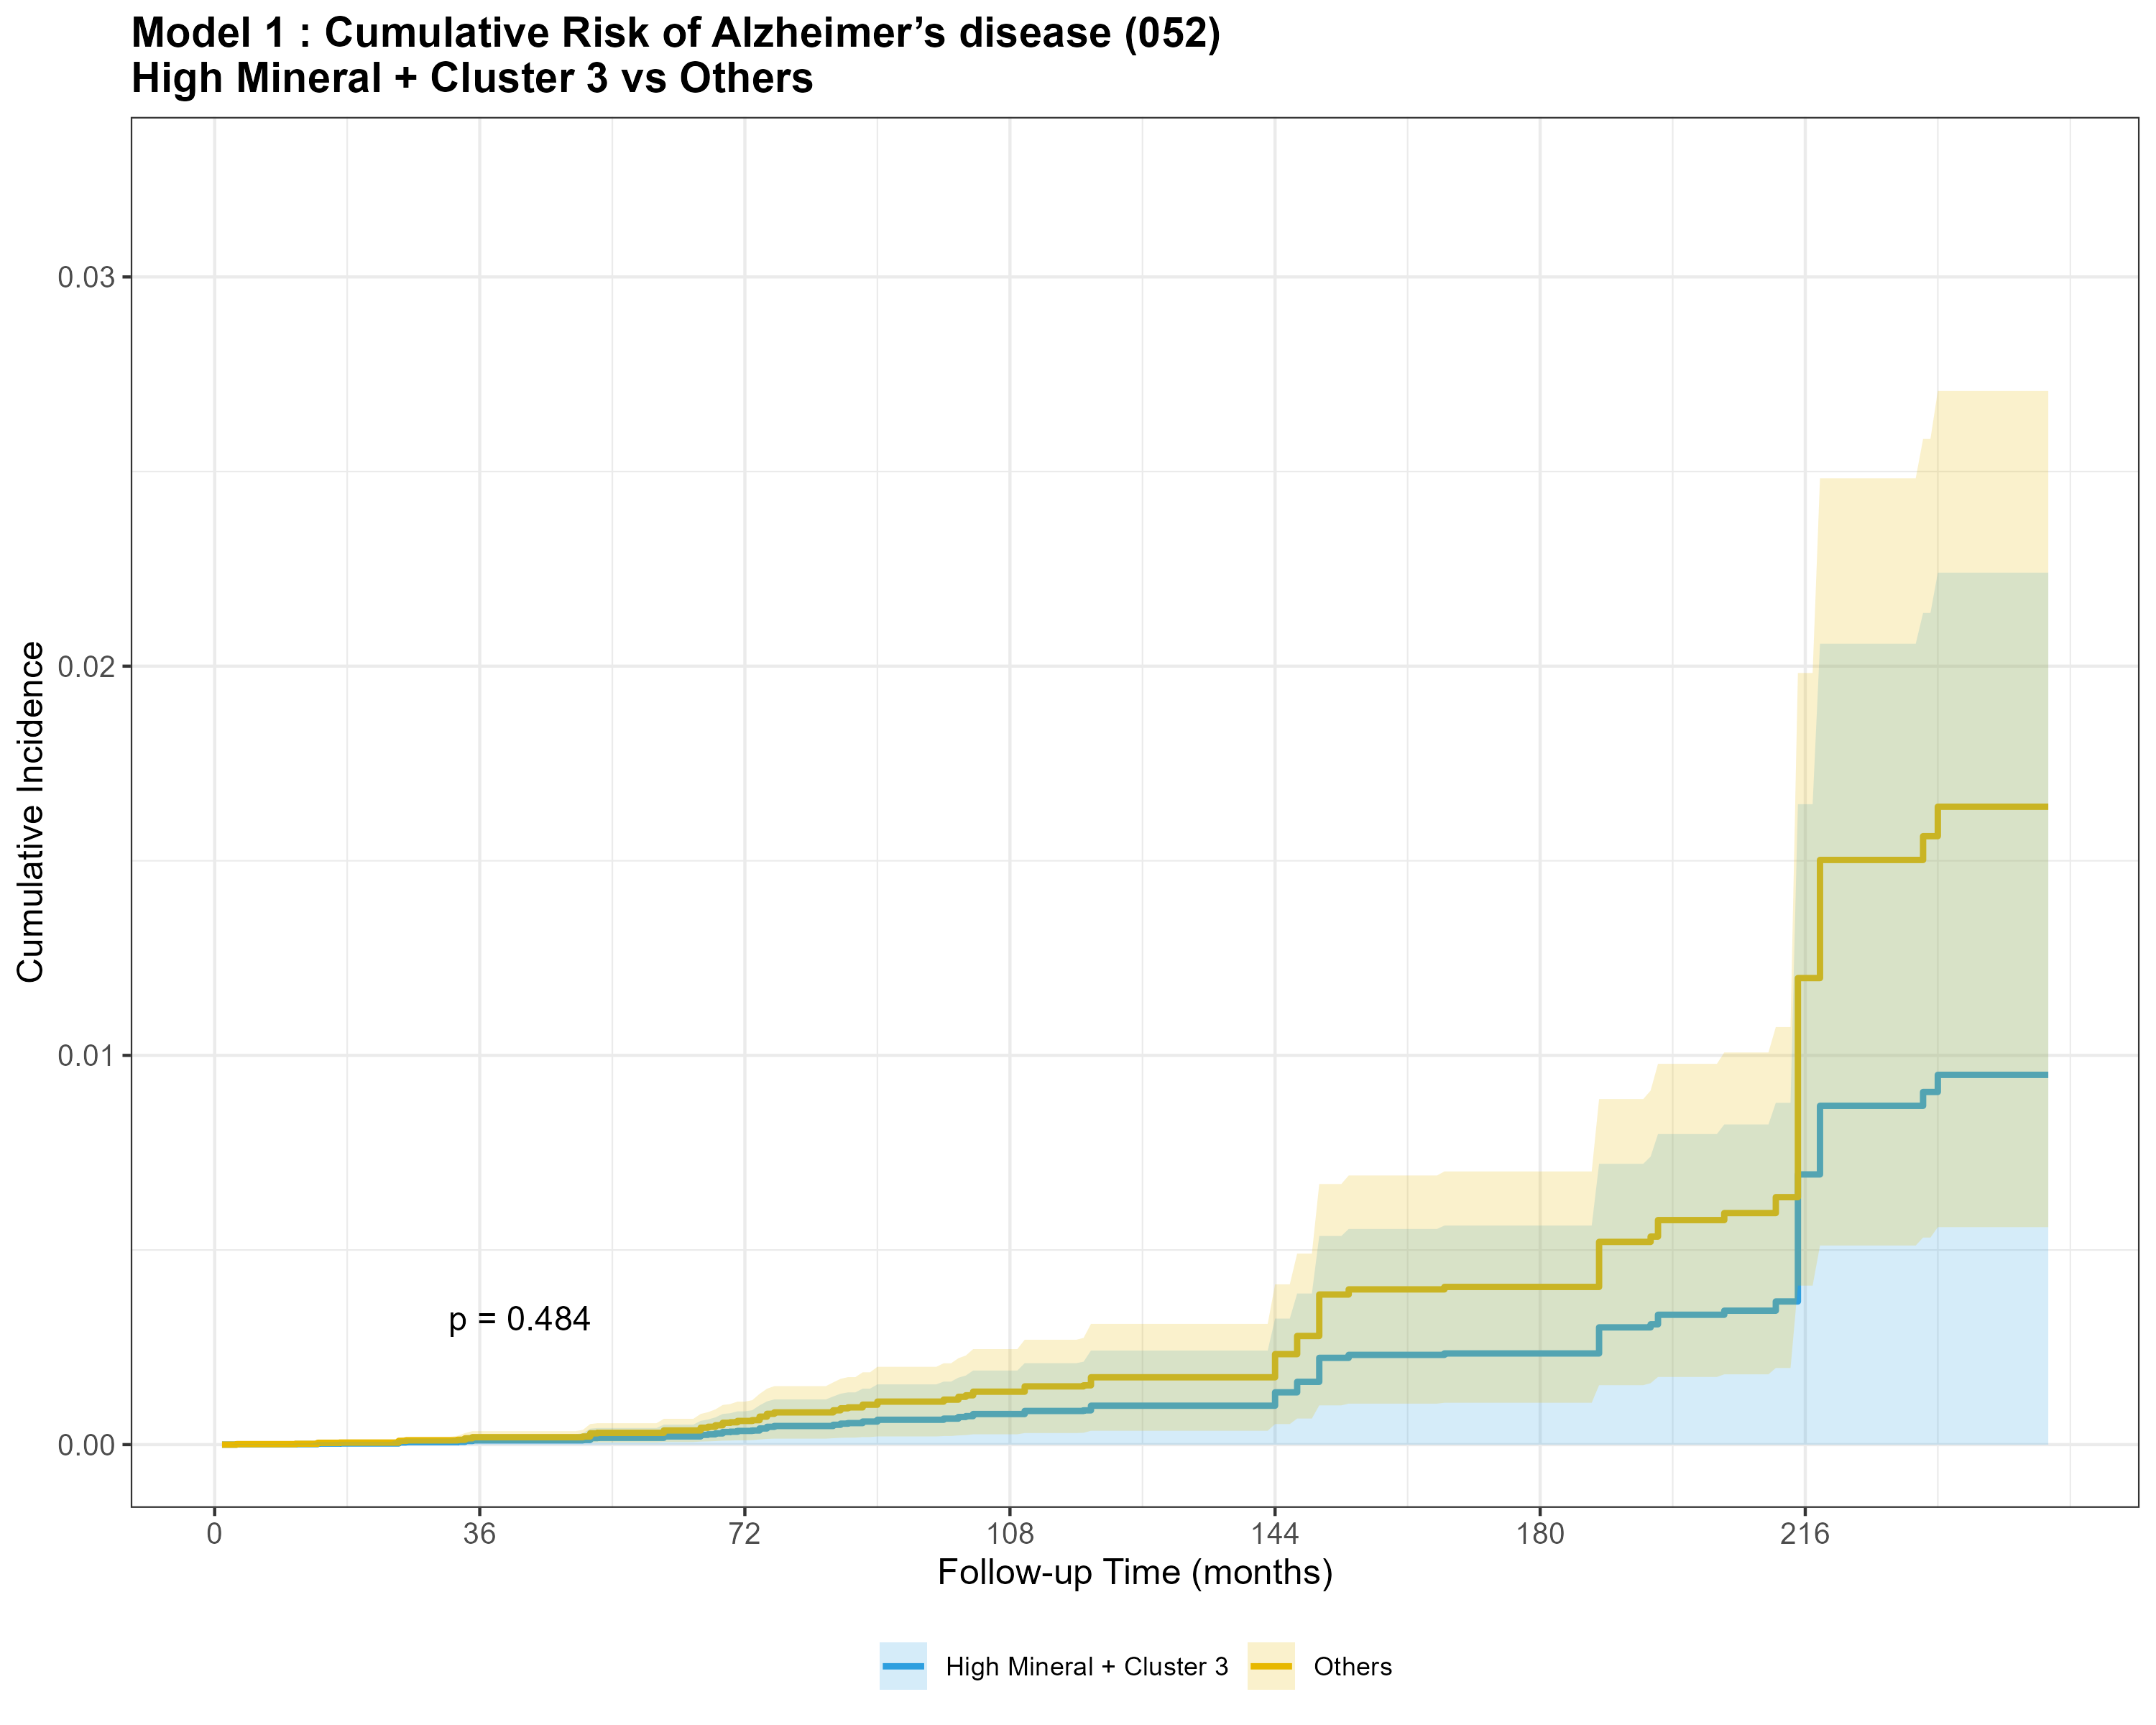 Model 1 : Cumulative Risk of Alzheimer’s disease (052)
High Mineral + Cluster 3 vs Others
Cumulative Incidence
0.03
0.02
0.01
0.00
p = 0.484
0 36 72 108 144 180 216
Follow-up Time (months)
High Mineral + Cluster 3 Others